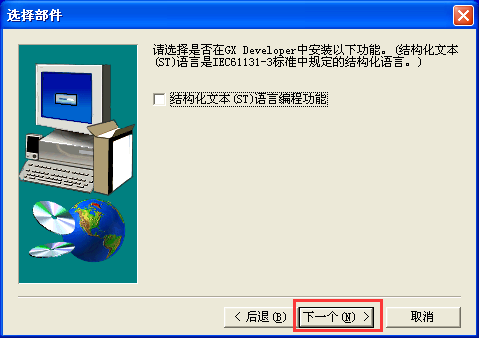 选择部件
请选择是否在GX Developer中安装以下功能。(结构化文本
(ST)语言是IEC61131-3标准中规定的结构化语言。)
结构化文本(ST)语言编程功能
< 后退(B)
下一个(N) >
取消